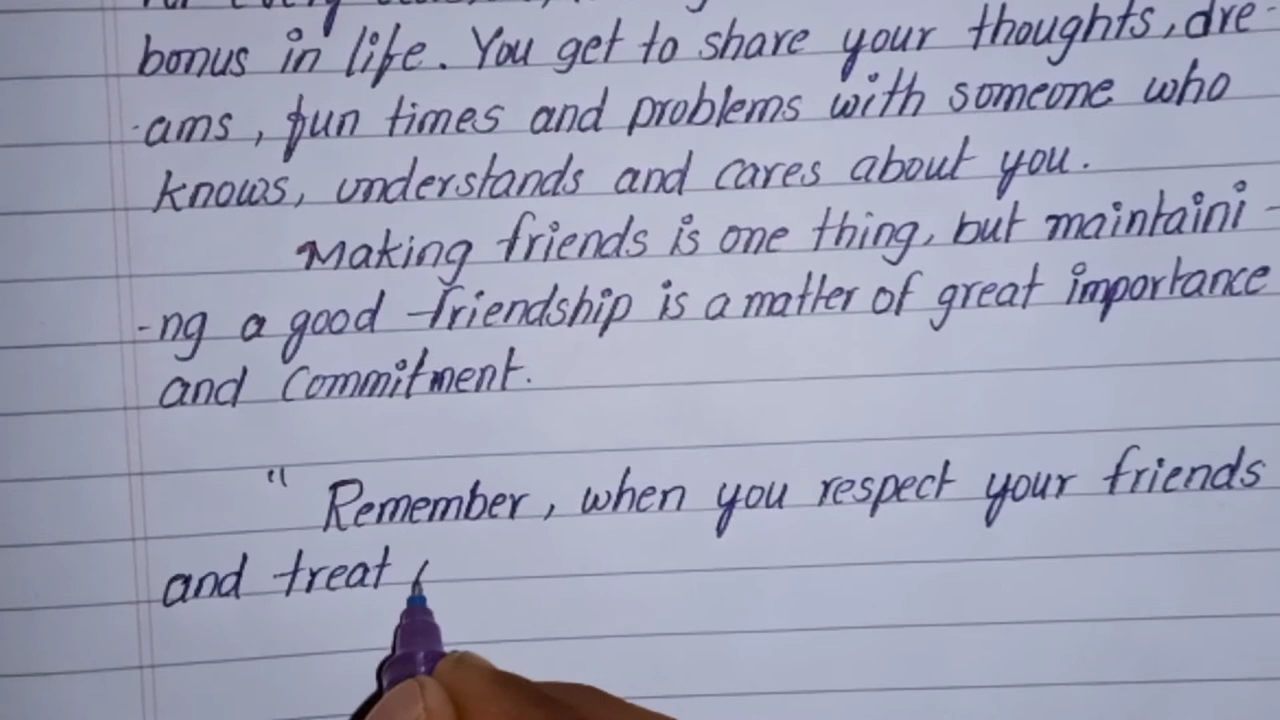 bonus in life. You get to share your thoughts, dre-
-ams, fun times and problems with someone who
knows, understands and cares about you.
Making friends is one thing, but maintaini-
-ng a good friendship is a matter of great importance
and Commitment.
" Remember, when you respect your friends
and treat